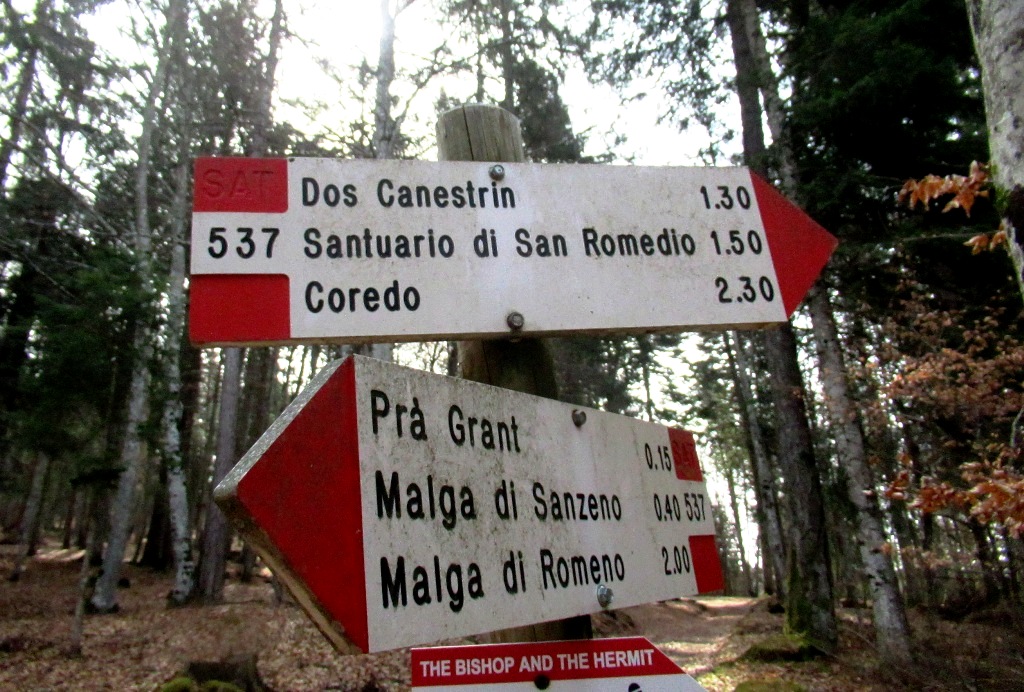 SAT Dos Canestrin 1.30
537 Santuario di San Romedio 1.50
Coredo 2.30
Prà Grant 0.15 SAT
Malga di Sanzeno 0.40 537
Malga di Romeno 2.00
THE BISHOP AND THE HERMIT